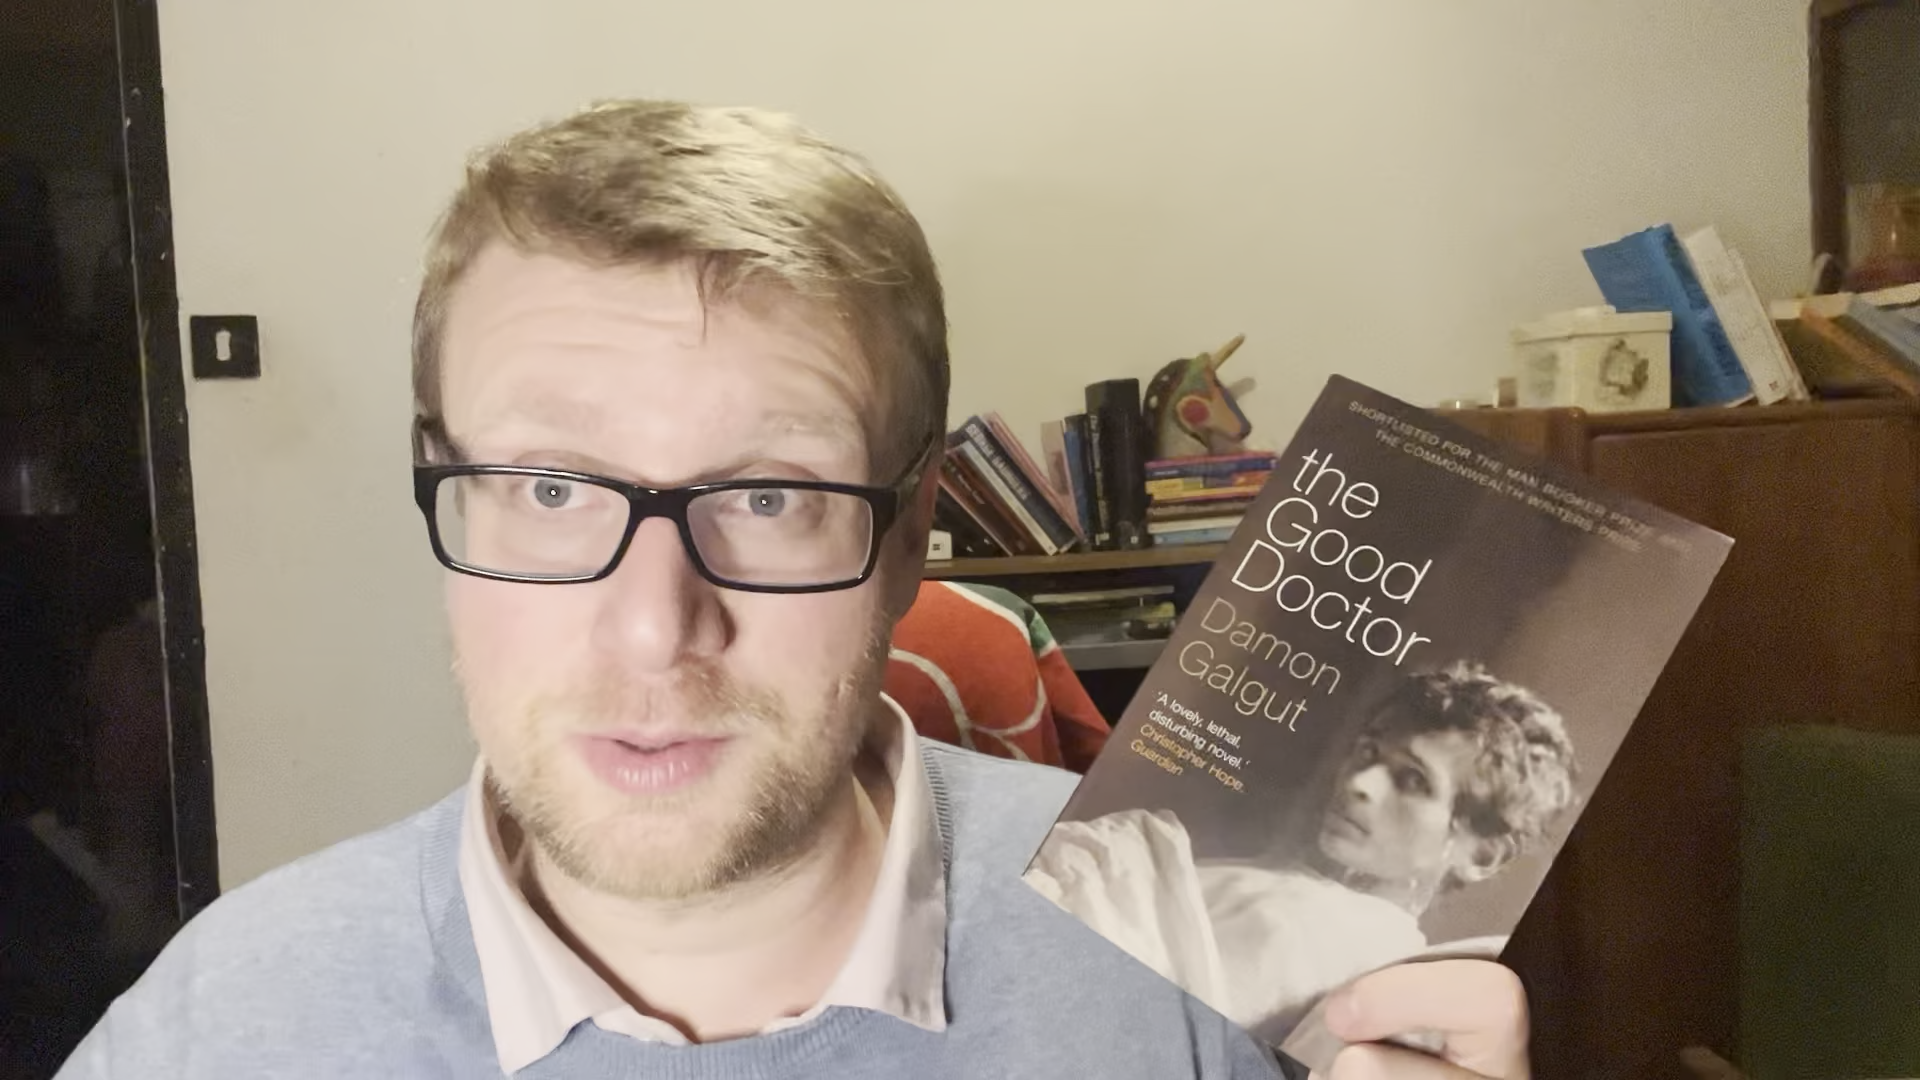 SHORTLISTED FOR THE MAN BOOKER PRIZE AND
THE COMMONWEALTH WRITERS PRIZE
the
Good
Doctor
Damon
Galgut
'A lovely, lethal,
disturbing novel.'
Christopher Hope,
Guardian